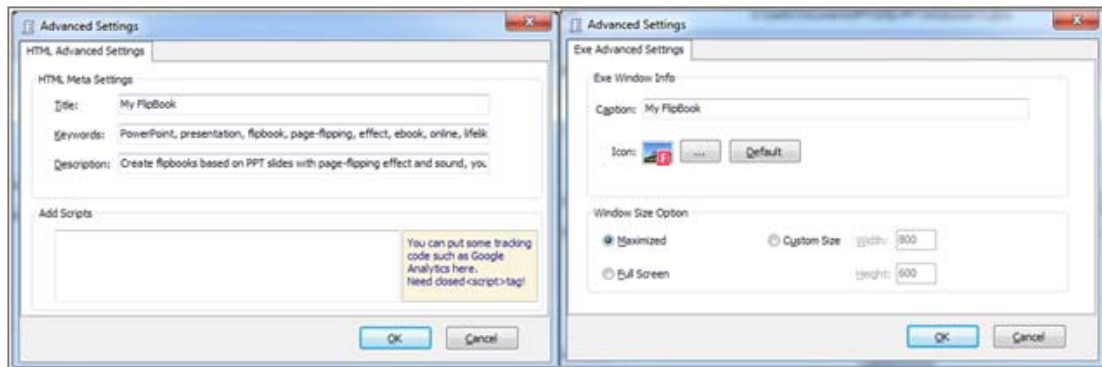 Advanced Settings
HTML Advanced Settings
HTML Meta Settings
Title: My FlipBook
Keywords: PowerPoint, presentation, flipbook, page-flipping, effect, ebook, online, lifelik
Description: Create flipbooks based on PPT slides with page-flipping effect and sound, you
Add Scripts
You can put some tracking
code such as Google
Analytics here.
Need closed<script>tag!
OK Cancel
Advanced Settings
Exe Advanced Settings
Exe Window Info
Caption: My FlipBook
Icon: ... Default
Window Size Option
Maximized Custom Size Width: 800
Full Screen Height: 600
OK Cancel